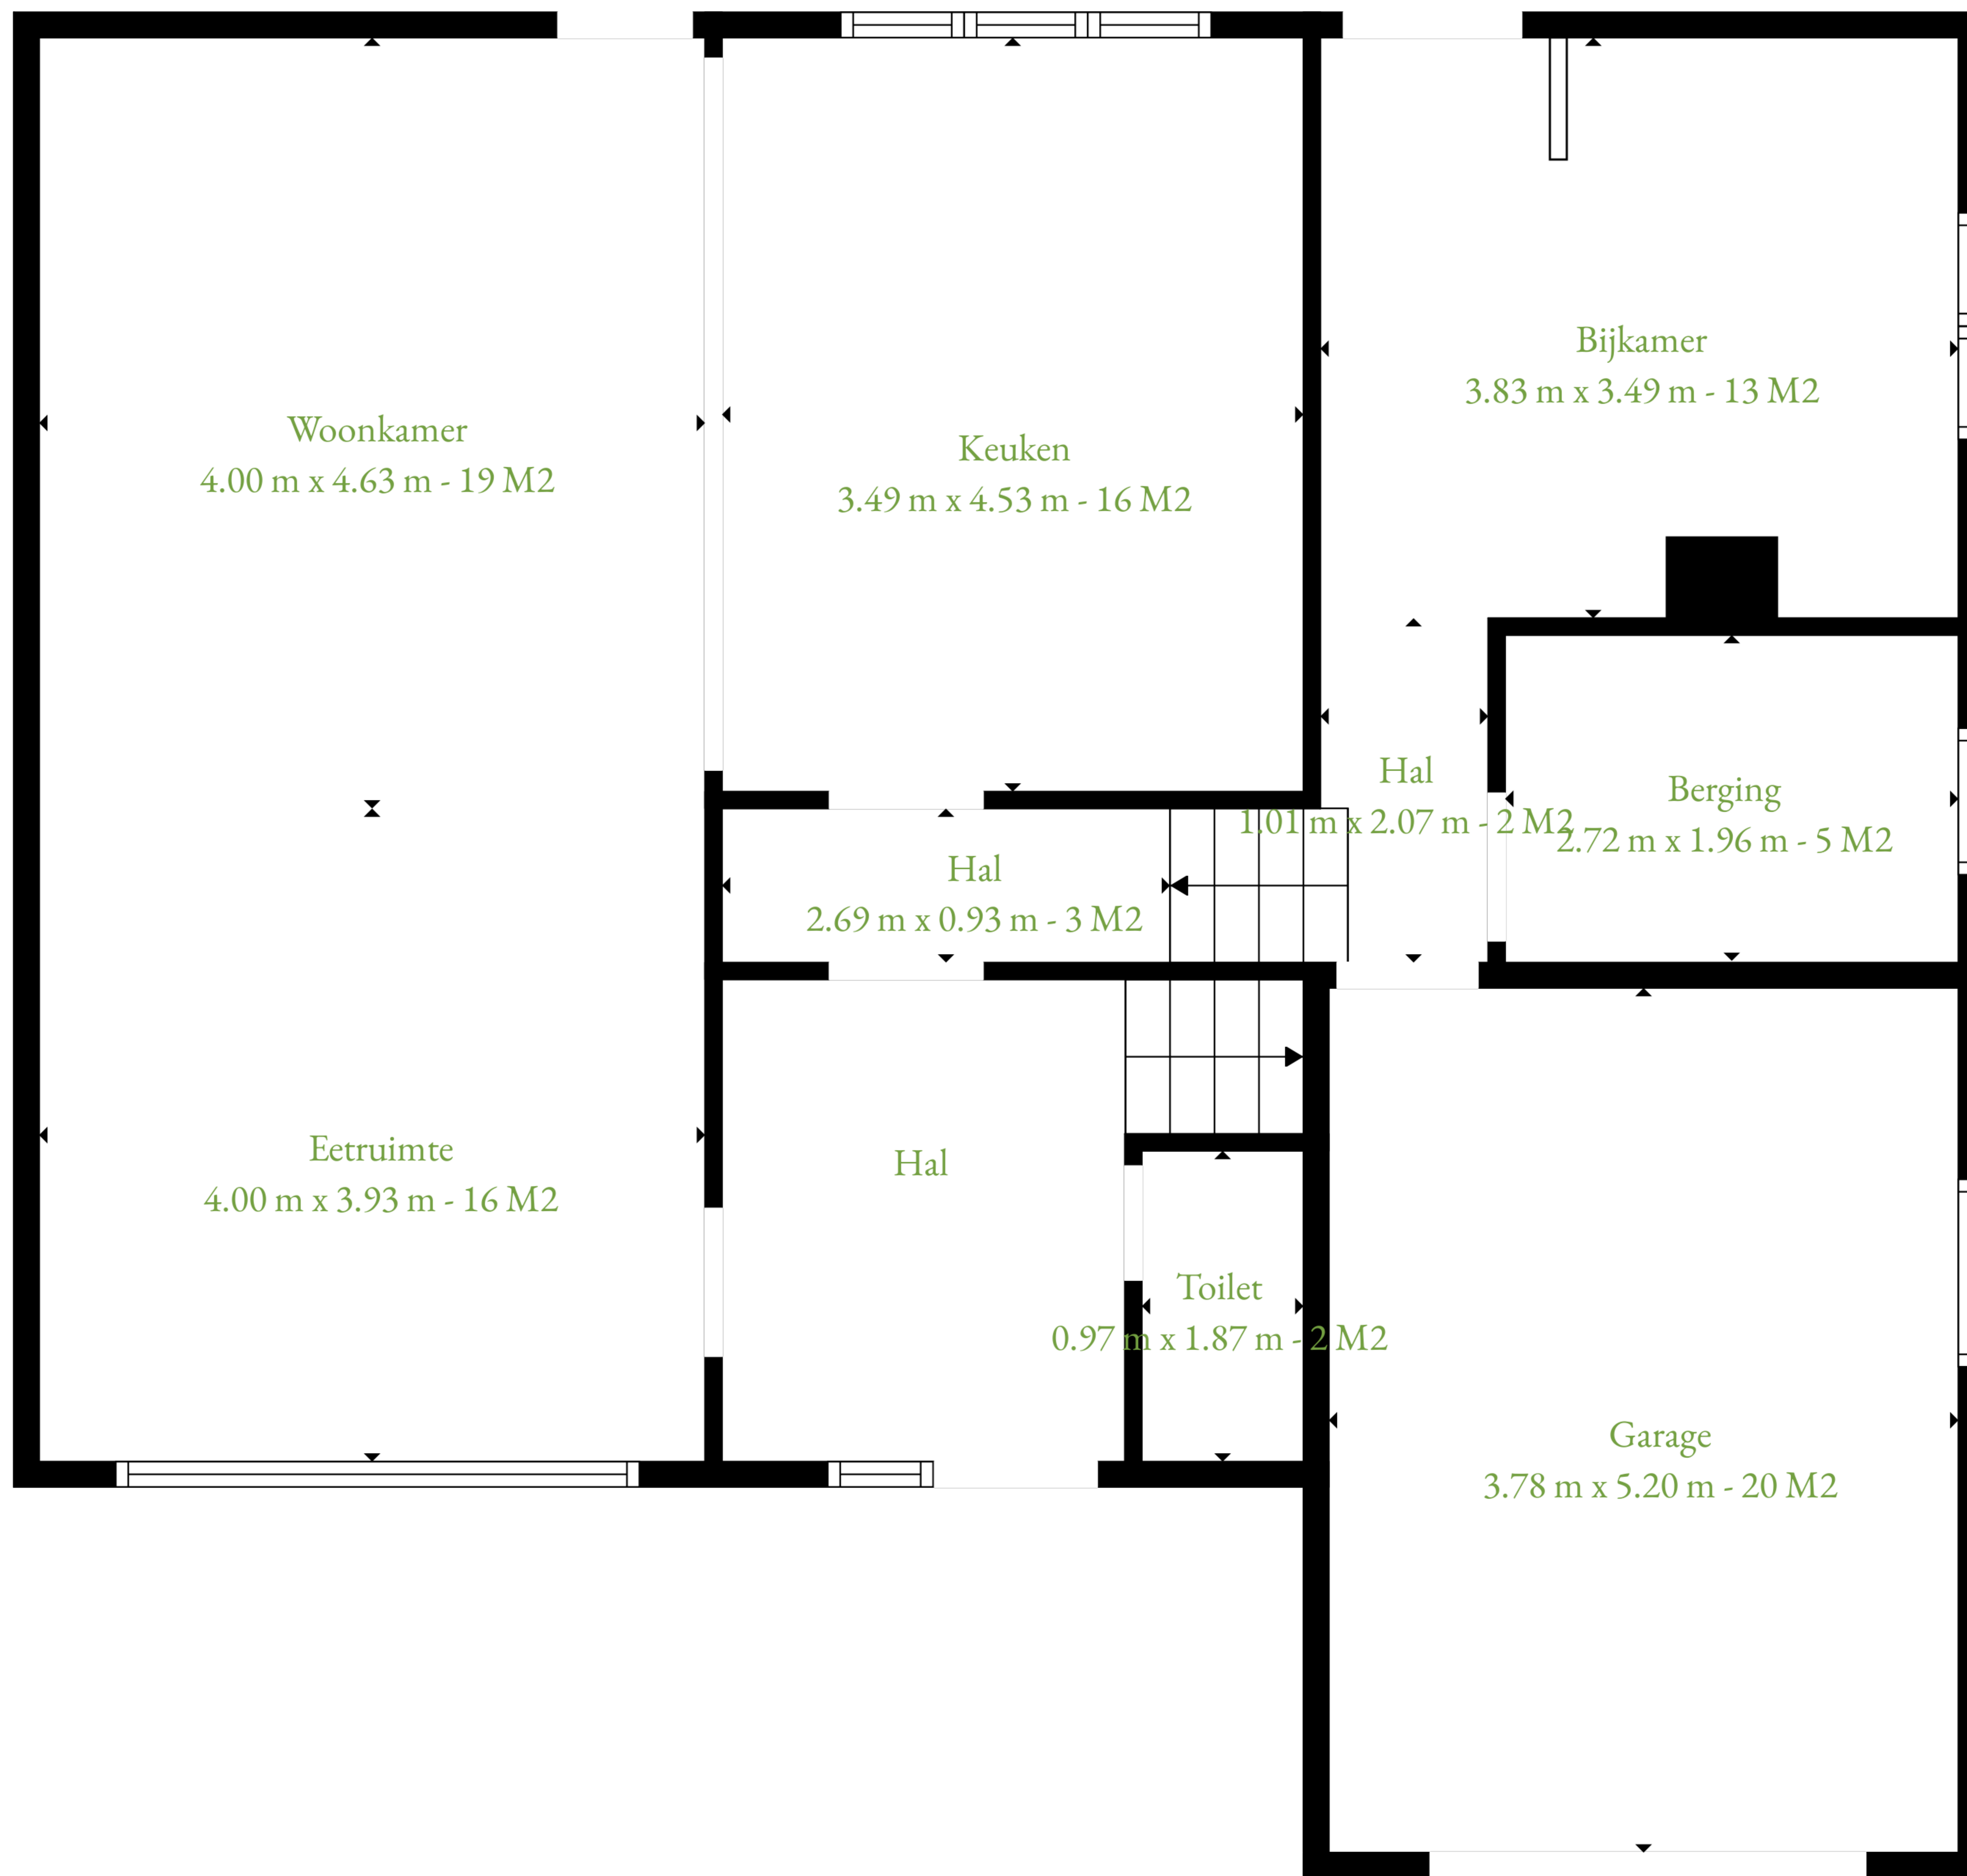 Woonkamer
4.00 m x 4.63 m - 19 M2
Keuken
3.49 m x 4.53 m - 16 M2
Bijkamer
3.83 m x 3.49 m - 13 M2
Hal
1.01 m x 2.07 m - 2 M2
Berging
2.72 m x 1.96 m - 5 M2
Hal
2.69 m x 0.93 m - 3 M2
Eetruimte
4.00 m x 3.93 m - 16 M2
Hal
Toilet
0.97 m x 1.87 m - 2 M2
Garage
3.78 m x 5.20 m - 20 M2